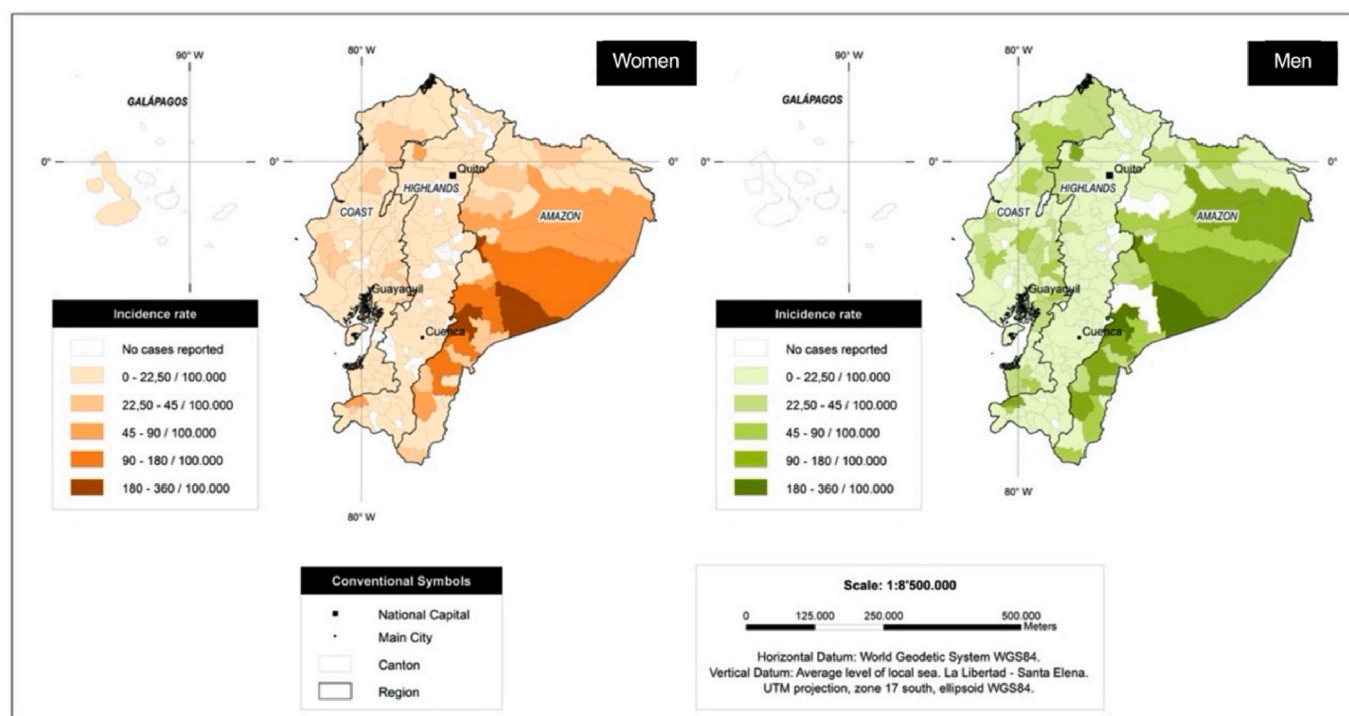 Women
90° W
80° W
GALÁPAGOS
0°
0°
Quito
HIGHLANDS
COAST
AMAZON
Guayaquil
Cuenca
80° W
Incidence rate
No cases reported
0 - 22,50 / 100.000
22,50 - 45 / 100.000
45 - 90 / 100.000
90 - 180 / 100.000
180 - 360 / 100.000
Men
90° W
80° W
GALÁPAGOS
0°
0°
Quito
HIGHLANDS
COAST
AMAZON
Guayaquil
Cuenca
80° W
Inicidence rate
No cases reported
0 - 22,50 / 100.000
22,50 - 45 / 100.000
45 - 90 / 100.000
90 - 180 / 100.000
180 - 360 / 100.000
Conventional Symbols
National Capital
Main City
Canton
Region
Scale: 1:8'500.000
0 125.000 250.000 500.000
Meters
Horizontal Datum: World Geodetic System WGS84.
Vertical Datum: Average level of local sea. La Libertad - Santa Elena.
UTM projection, zone 17 south, ellipsoid WGS84.